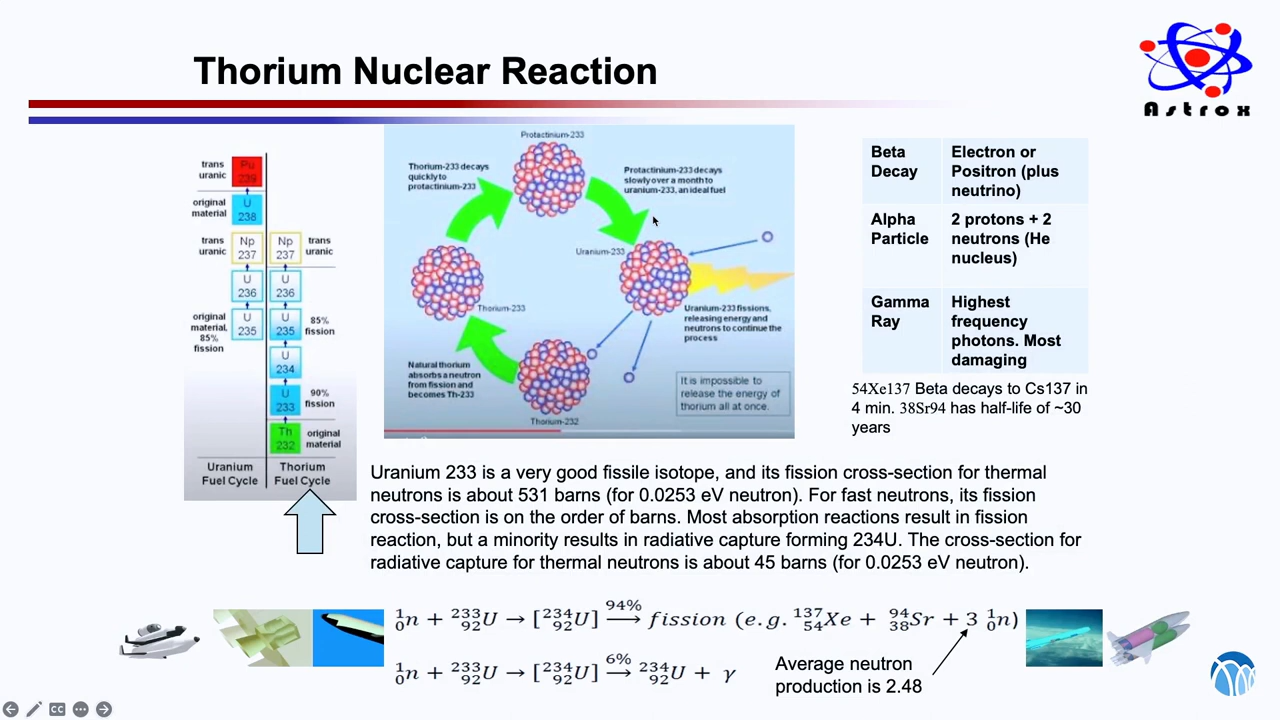 Thorium Nuclear Reaction
Astrox
trans
uranic
Pu
239
original
material
U
238
trans
uranic
Np
237
Np
237
trans
uranic
U
236
U
236
original
material,
85%
fission
U
235
U
235
85%
fission
U
234
U
233
90%
fission
Th
232
original
material
Uranium
Fuel Cycle
Thorium
Fuel Cycle
Protactinium-233
Thorium-233 decays
quickly to
protactinium-233
Protactinium-233 decays
slowly over a month to
uranium-233, an ideal fuel
Uranium-233
Thorium-233
Uranium-233 fissions,
releasing energy and
neutrons to continue the
process
Natural thorium
absorbs a neutron
from fission and
becomes Th-233
It is impossible to
release the energy of
thorium all at once.
Thorium-232
Beta
Decay
Electron or
Positron (plus
neutrino)
Alpha
Particle
2 protons + 2
neutrons (He
nucleus)
Gamma
Ray
Highest
frequency
photons. Most
damaging
54Xe137 Beta decays to Cs137 in
4 min. 38Sr94 has half-life of ~30
years
Uranium 233 is a very good fissile isotope, and its fission cross-section for thermal
neutrons is about 531 barns (for 0.0253 eV neutron). For fast neutrons, its fission
cross-section is on the order of barns. Most absorption reactions result in fission
reaction, but a minority results in radiative capture forming 234U. The cross-section for
radiative capture for thermal neutrons is about 45 barns (for 0.0253 eV neutron).
¹₀n + ²³³₉₂U → [²³⁴₉₂U] 94%→ fission (e.g. ¹³⁷₅₄Xe + ⁹⁴₃₈Sr + 3 ¹₀n)
¹₀n + ²³³₉₂U → [²³⁴₉₂U] 6%→ ²³⁴₉₂U + γ
Average neutron
production is 2.48
CC